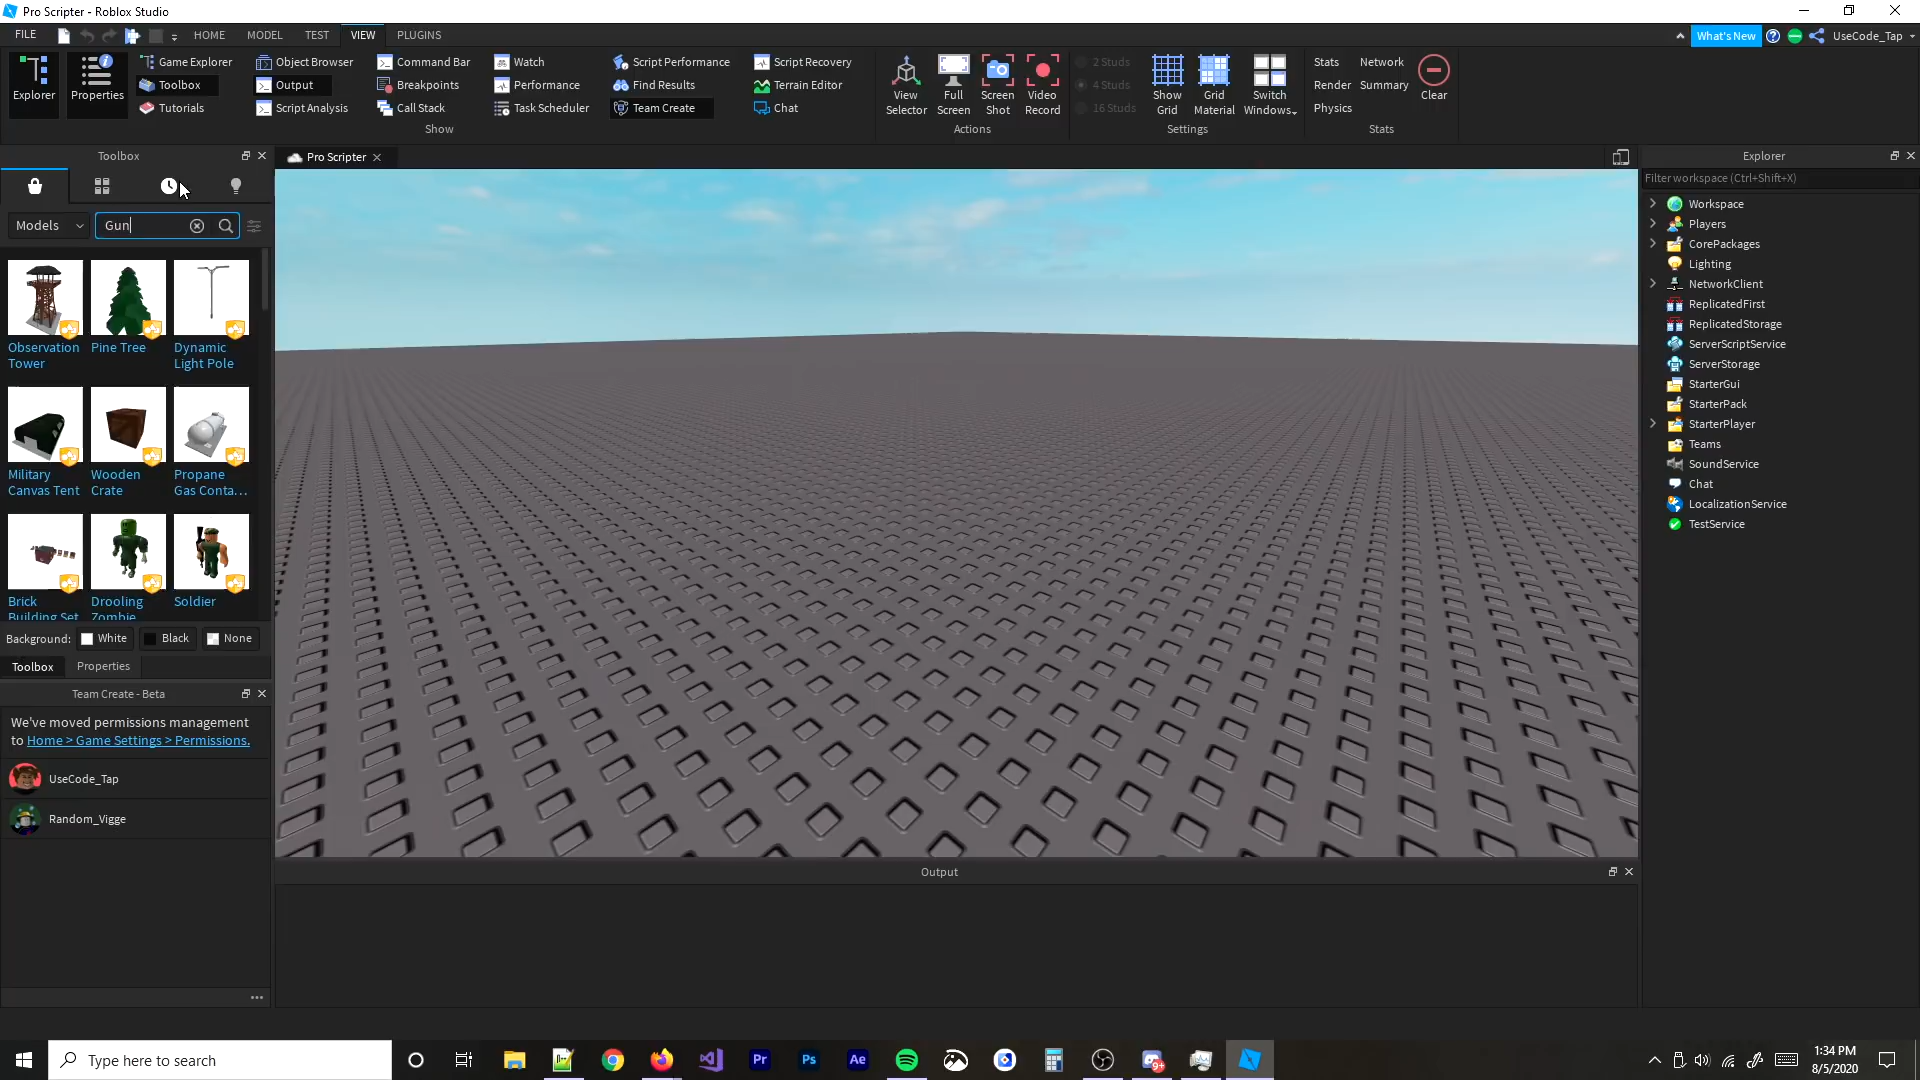 Pro Scripter - Roblox Studio
FILE HOME MODEL TEST VIEW PLUGINS What's New UseCode_Tap
Explorer
Properties
Game Explorer
Toolbox
Tutorials
Object Browser
Output
Script Analysis
Command Bar
Breakpoints
Call Stack
Watch
Performance
Task Scheduler
Script Performance
Find Results
Team Create
Script Recovery
Terrain Editor
Chat
Show
View
Selector
Full
Screen
Screen
Shot
Video
Record
Actions
2 Studs
4 Studs
16 Studs
Show
Grid
Grid
Material
Switch
Windows
Settings
Stats
Render
Physics
Network
Summary
Clear
Stats
Toolbox
Models Gun
Observation
Tower
Pine Tree
Dynamic
Light Pole
Military
Canvas Tent
Wooden
Crate
Propane
Gas Conta...
Brick
Building Set
Drooling
Zombie
Soldier
Background: White Black None
Toolbox Properties
Team Create - Beta
We've moved permissions management
to Home > Game Settings > Permissions.
UseCode_Tap
Random_Vigge
Pro Scripter
Output
Explorer
Filter workspace (Ctrl+Shift+X)
Workspace
Players
CorePackages
Lighting
NetworkClient
ReplicatedFirst
ReplicatedStorage
ServerScriptService
ServerStorage
StarterGui
StarterPack
StarterPlayer
Teams
SoundService
Chat
LocalizationService
TestService
Type here to search
Pr Ps Ae
9+
1:34 PM
8/5/2020